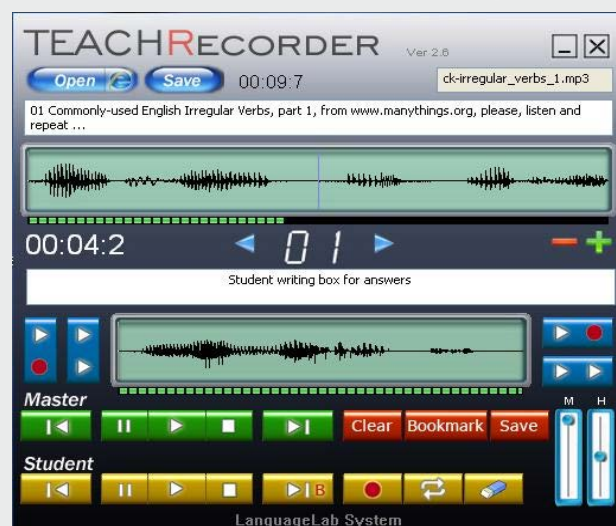 TEACHRECORDER Ver 2.6
Open Save 00:09:7 ck-irregular_verbs_1.mp3
01 Commonly-used English Irregular Verbs, part 1, from www.manythings.org, please, listen and
repeat ...
00:04:2 01
Student writing box for answers
Master M H
Clear Bookmark Save
Student
B
LanguageLab System